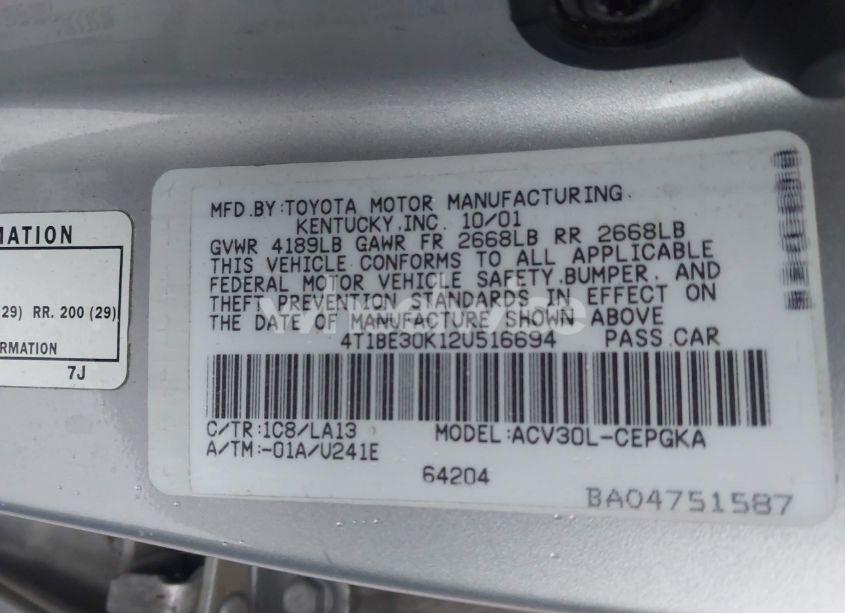 MATION
29) RR. 200 (29)
RMATION
7J
MFD.BY:TOYOTA MOTOR MANUFACTURING.
KENTUCKY,INC. 10/01
GVWR 4189LB GAWR FR 2668LB RR 2668LB
THIS VEHICLE CONFORMS TO ALL APPLICABLE
FEDERAL MOTOR VEHICLE SAFETY,BUMPER, AND
THEFT PREVENTION STANDARDS IN EFFECT ON
THE DATE OF MANUFACTURE SHOWN ABOVE
4T1BE30K12U516694 PASS.CAR
C/TR:1C8/LA13 MODEL:ACV30L-CEPGKA
A/TM:-01A/U241E
64204
BA04751587